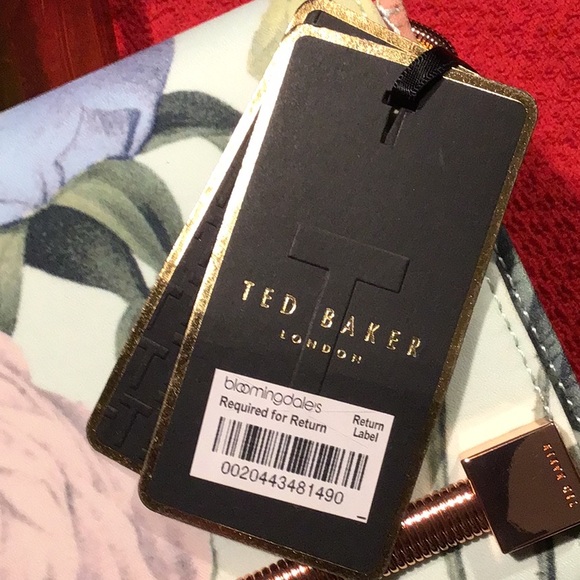 TED BAKER
LONDON
bloomingdale's
Required for Return
Return
Label
0020443481490